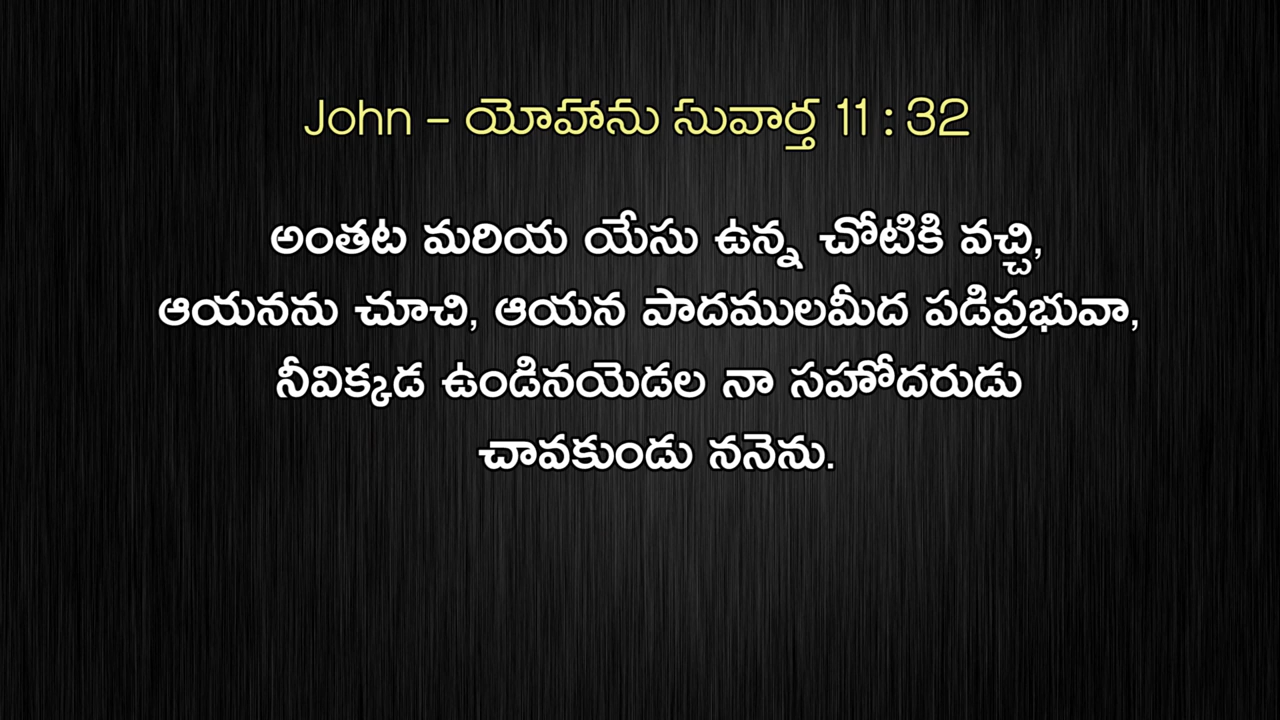 John - యోహాను సువార్త 11 : 32
అంతట మరియ యేసు ఉన్న చోటికి వచ్చి,
ఆయనను చూచి, ఆయన పాదములమీద పడిప్రభువా,
నీవిక్కడ ఉండినయెడల నా సహోదరుడు
చావకుండు ననెను.